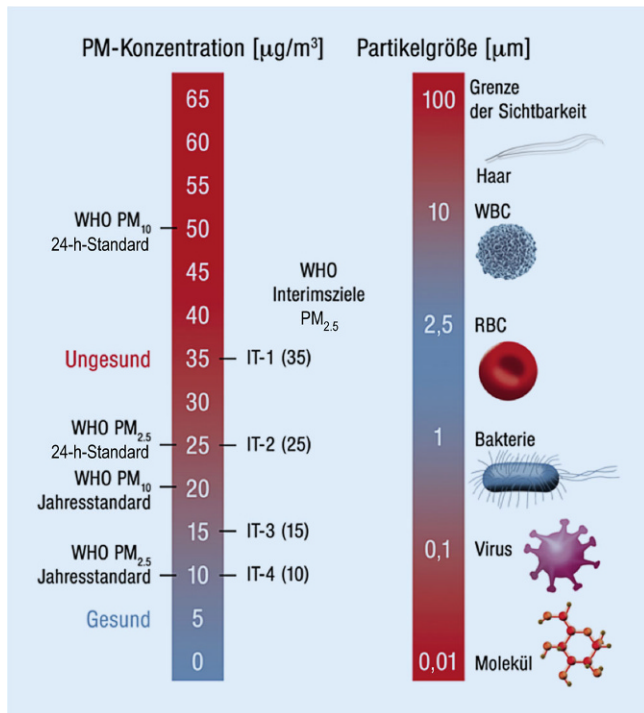 PM-Konzentration [µg/m³]
65
60
55
WHO PM₁₀
24-h-Standard
50
45
40
Ungesund
35
30
WHO PM₂.₅
24-h-Standard
25
WHO PM₁₀
Jahresstandard
20
15
WHO PM₂.₅
Jahresstandard
10
Gesund
5
0
WHO
Interimsziele
PM₂.₅
IT-1 (35)
IT-2 (25)
IT-3 (15)
IT-4 (10)
Partikelgröße [µm]
100
Grenze
der Sichtbarkeit
Haar
10
WBC
2,5
RBC
1
Bakterie
0,1
Virus
0,01
Molekül